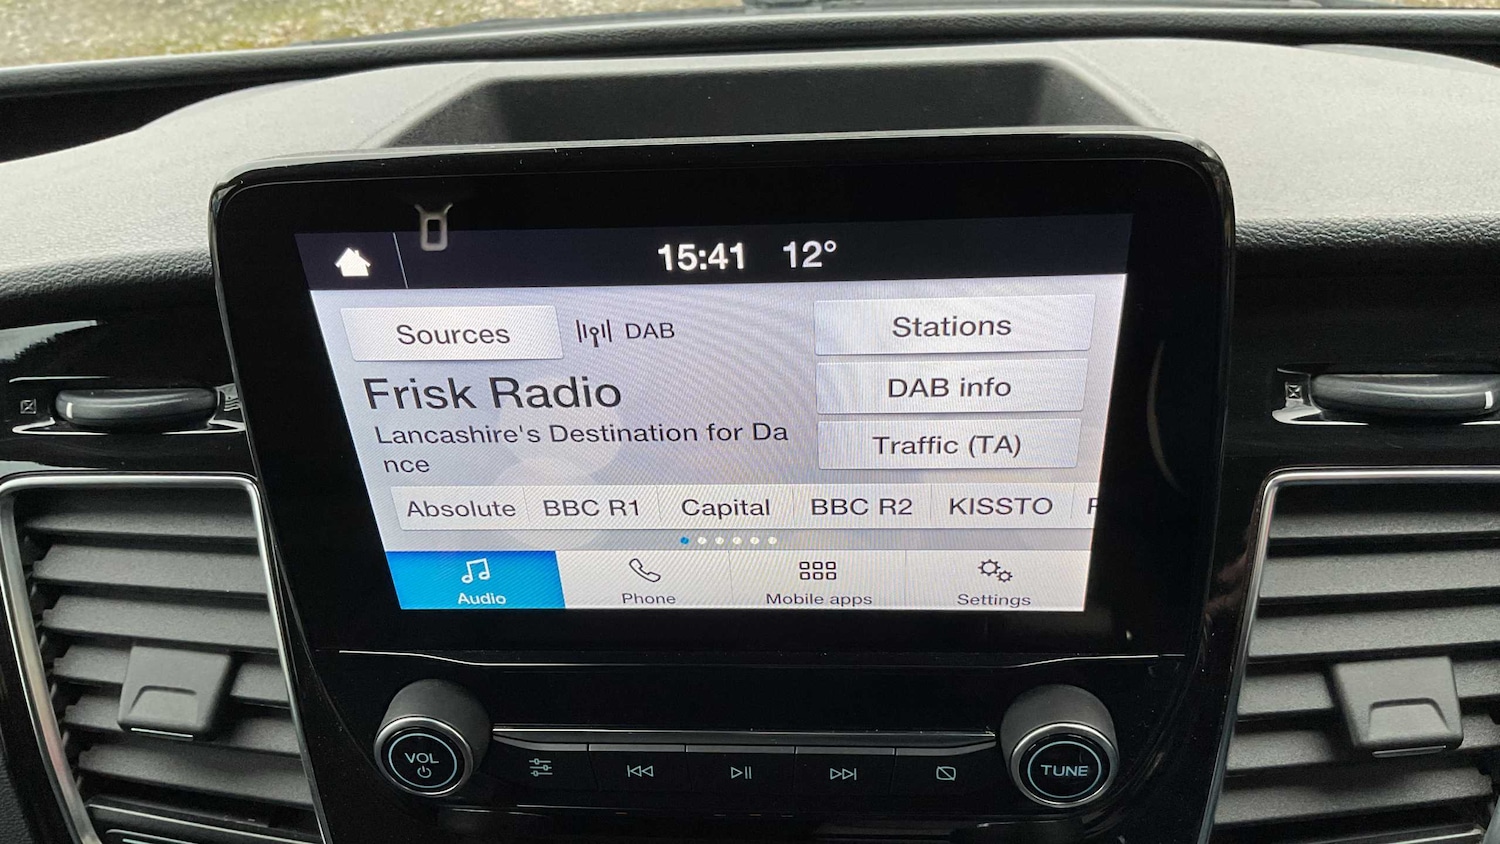 15:41 12°
Sources DAB Stations
Frisk Radio DAB info
Lancashire's Destination for Da
nce
Traffic (TA)
Absolute BBC R1 Capital BBC R2 KISSTO
Audio Phone Mobile apps Settings
VOL TUNE